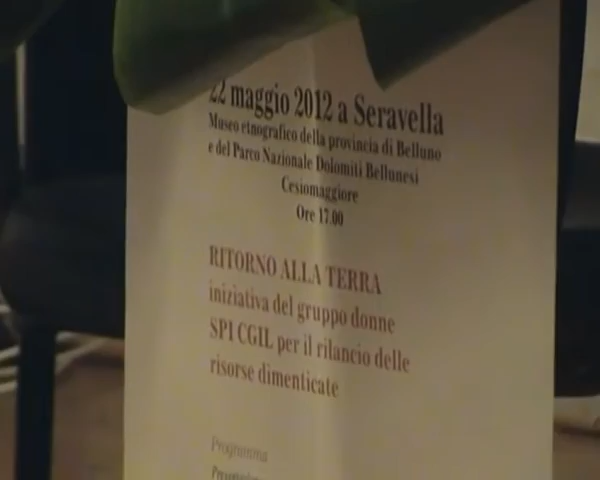 22 maggio 2012 a Seravella
Museo etnografico della provincia di Belluno
e del Parco Nazionale Dolomiti Bellunesi
Cesiomaggiore
Ore 17.00
RITORNO ALLA TERRA
iniziativa del gruppo donne
SPI CGIL per il rilancio delle
risorse dimenticate
Programma